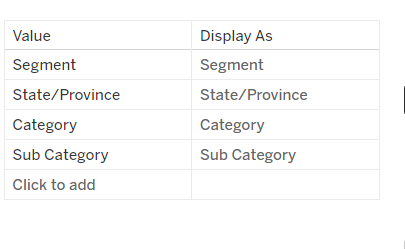 Value Display As
Segment Segment
State/Province State/Province
Category Category
Sub Category Sub Category
Click to add